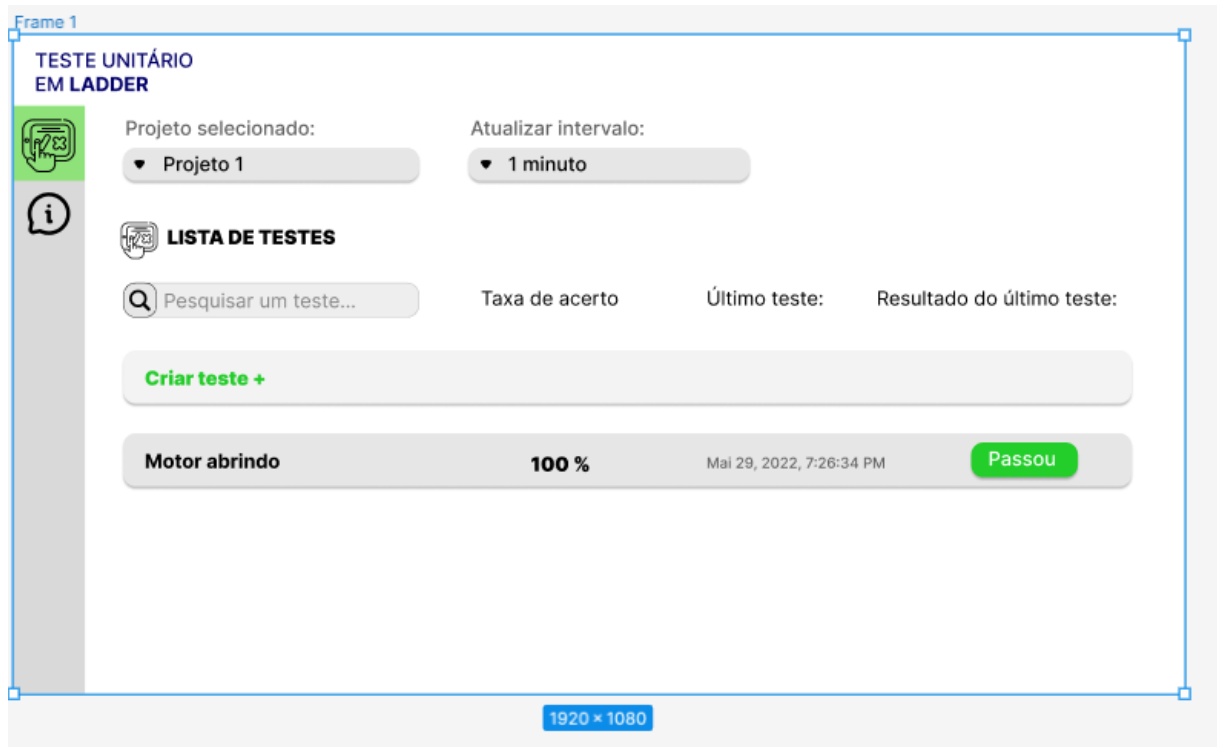 Frame 1
TESTE UNITÁRIO
EM LADDER
Projeto selecionado:
Atualizar intervalo:
Projeto 1
1 minuto
LISTA DE TESTES
Pesquisar um teste...
Taxa de acerto
Último teste:
Resultado do último teste:
Criar teste +
Motor abrindo
100 %
Mai 29, 2022, 7:26:34 PM
Passou
1920 × 1080